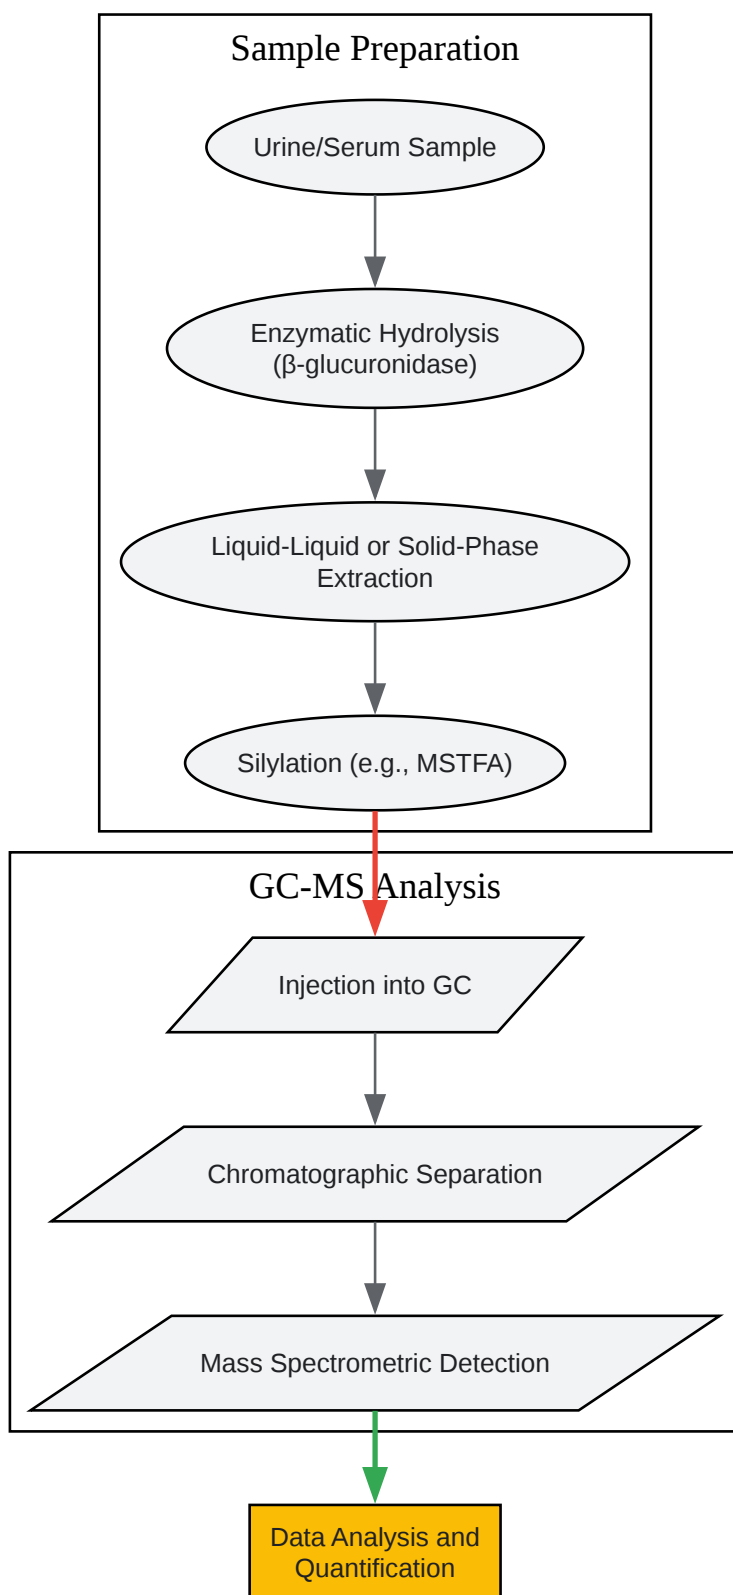 Sample Preparation
Urine/Serum Sample
Enzymatic Hydrolysis
(β-glucuronidase)
Liquid-Liquid or Solid-Phase
Extraction
Silylation (e.g., MSTFA)
GC-MS Analysis
Injection into GC
Chromatographic Separation
Mass Spectrometric Detection
Data Analysis and
Quantification